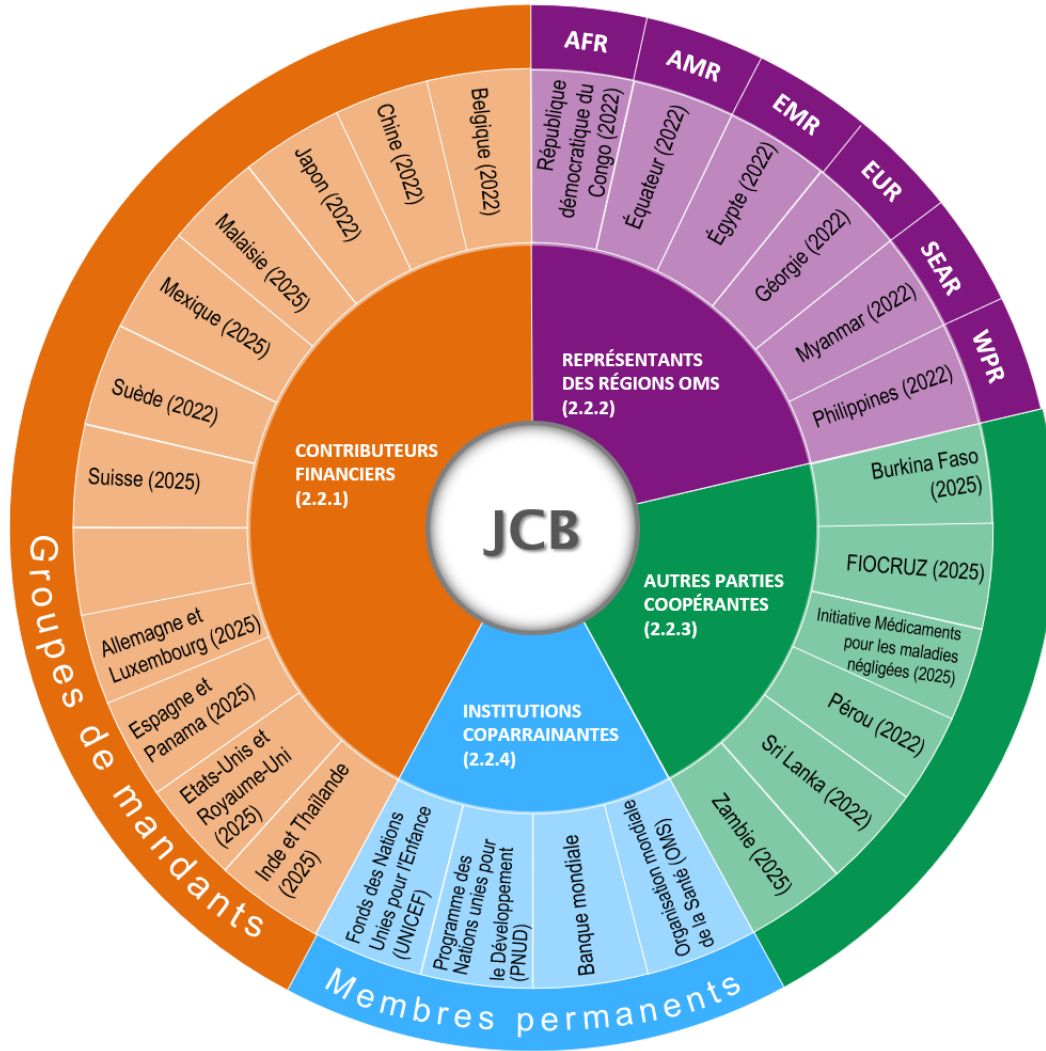 JCB
CONTRIBUTEURS
FINANCIERS
(2.2.1)
REPRÉSENTANTS
DES RÉGIONS OMS
(2.2.2)
AUTRES PARTIES
COOPÉRANTES
(2.2.3)
INSTITUTIONS
COPARRAINANTES
(2.2.4)
AFR
AMR
EMR
EUR
SEAR
WPR
République
démocratique du
Congo (2022)
Équateur (2022)
Égypte (2022)
Géorgie (2022)
Myanmar (2022)
Philippines (2022)
Burkina Faso
(2025)
FIOCRUZ (2025)
Initiative Médicaments
pour les maladies
négligées (2025)
Pérou (2022)
Sri Lanka (2022)
Zambie (2025)
Organisation mondiale
de la Santé (OMS)
Banque mondiale
Programme des
Nations unies pour
le Développement
(PNUD)
Fonds des Nations
Unies pour l'Enfance
(UNICEF)
Membres permanents
Inde et Thaïlande
(2025)
Etats-Unis et
Royaume-Uni
(2025)
Espagne et
Panama (2025)
Allemagne et
Luxembourg (2025)
Suisse (2025)
Suède (2022)
Mexique (2025)
Malaisie (2025)
Japon (2022)
Chine (2022)
Belgique (2022)
Groupes de mandants